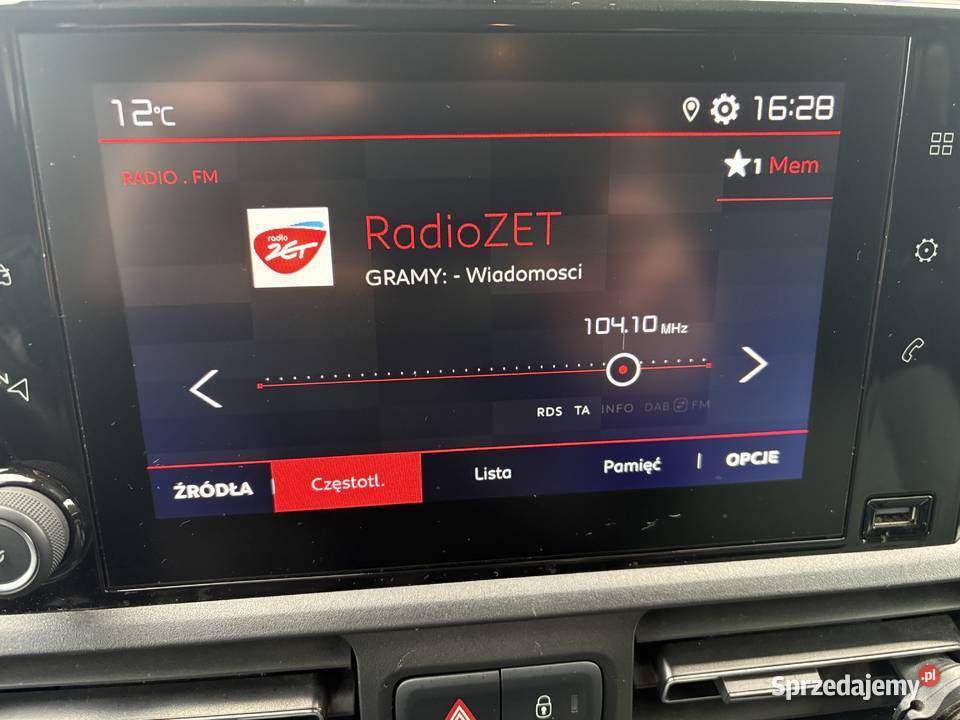 12°C
16:28
RADIO . FM
1 Mem
radio
ZET
RadioZET
GRAMY: - Wiadomosci
104.10 MHz
RDS TA INFO DAB FM
ŹRÓDŁA Częstotl. Lista Pamięć OPCJE
N
Sprzedajemy.pl